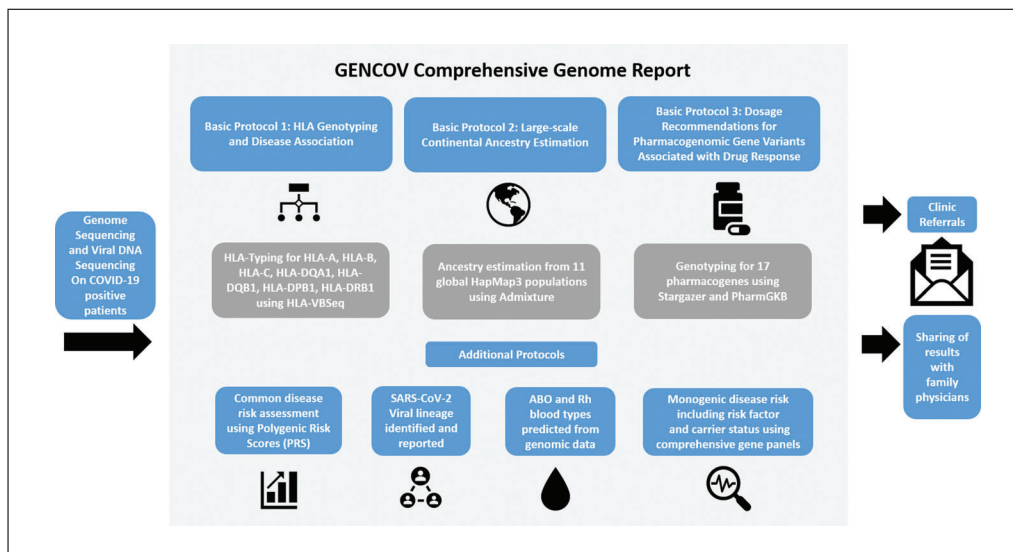 GENCOV Comprehensive Genome Report
Genome
Sequencing
and Viral DNA
Sequencing
On COVID-19
positive
patients
Basic Protocol 1: HLA Genotyping
and Disease Association
Basic Protocol 2: Large-scale
Continental Ancestry Estimation
Basic Protocol 3: Dosage
Recommendations for
Pharmacogenomic Gene Variants
Associated with Drug Response
HLA-Typing for HLA-A, HLA-B,
HLA-C, HLA-DQA1, HLA-
DQB1, HLA-DPB1, HLA-DRB1
using HLA-VBSeq
Ancestry estimation from 11
global HapMap3 populations
using Admixture
Genotyping for 17
pharmacogenes using
Stargazer and PharmGKB
Additional Protocols
Common disease
risk assessment
using Polygenic Risk
Scores (PRS)
SARS-CoV-2
Viral lineage
identified and
reported
ABO and Rh
blood types
predicted from
genomic data
Monogenic disease risk
including risk factor
and carrier status using
comprehensive gene panels
Clinic
Referrals
Sharing of
results
with
family
physicians